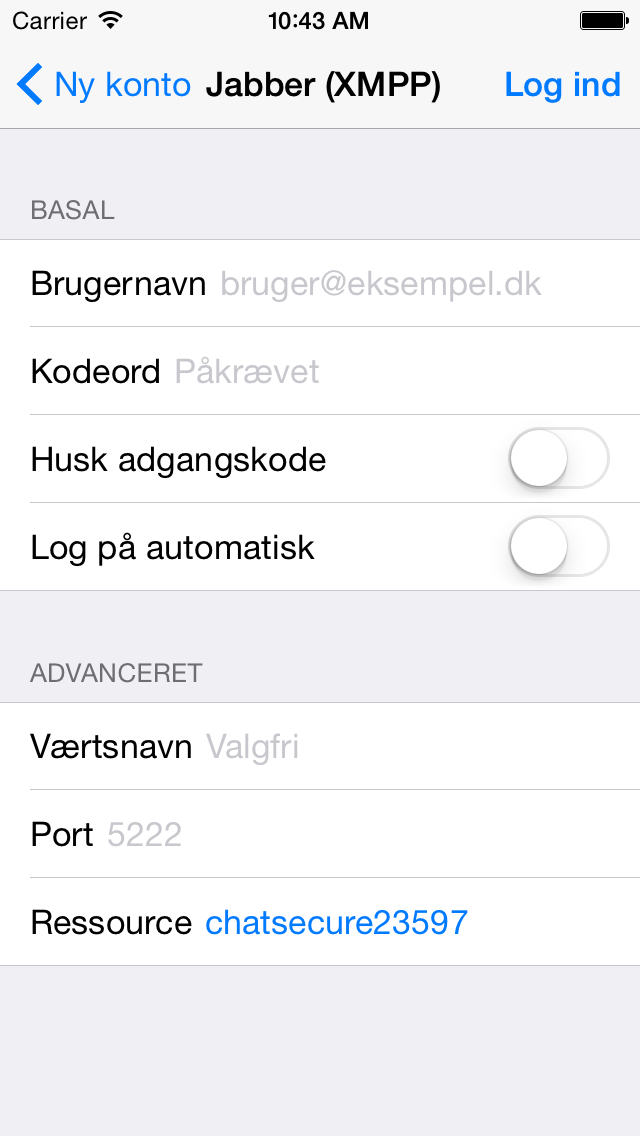 Carrier 10:43 AM
Ny konto Jabber (XMPP) Log ind
BASAL
Brugernavn bruger@eksempel.dk
Kodeord Påkrævet
Husk adgangskode
Log på automatisk
ADVANCERET
Værtsnavn Valgfri
Port 5222
Ressource chatsecure23597